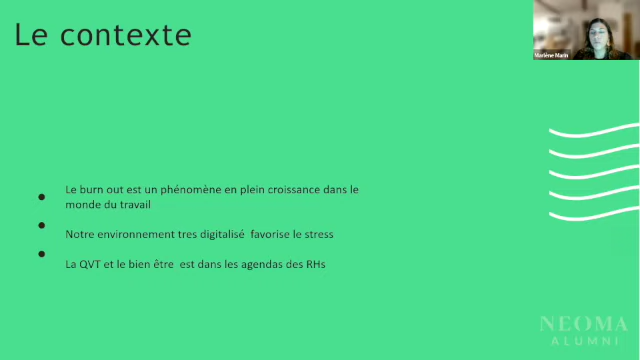 Le contexte
Marlène Marin
Le burn out est un phénomène en plein croissance dans le
monde du travail
Notre environnement tres digitalisé  favorise le stress
La QVT et le bien être  est dans les agendas des RHs
NEOMA
ALUMNI